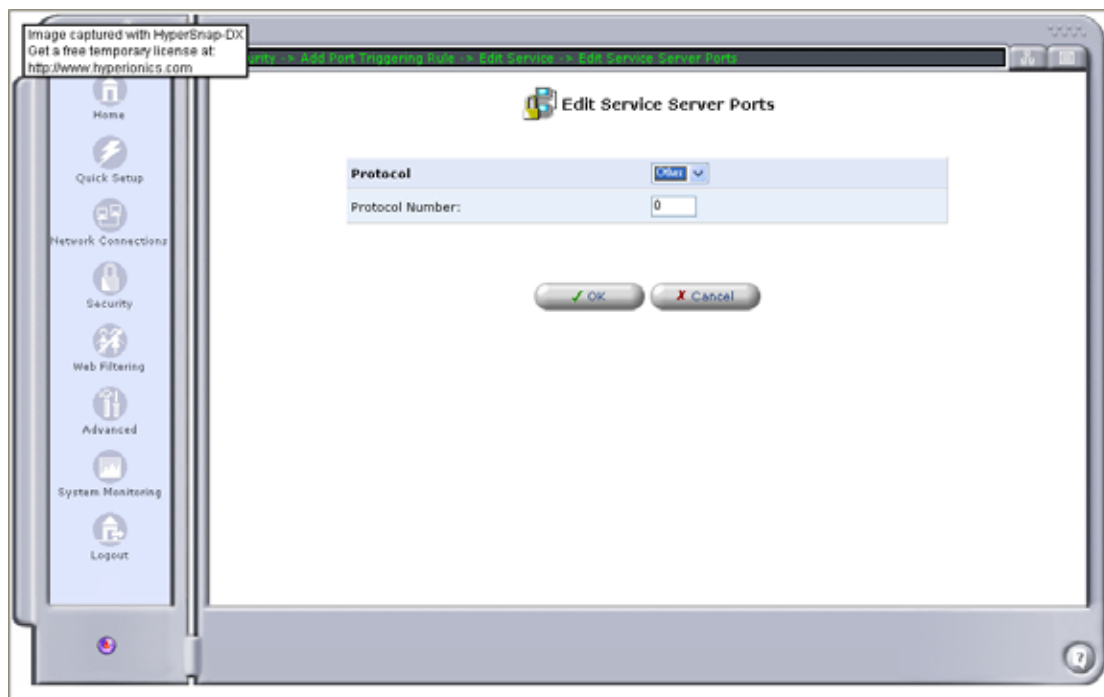 Image captured with HyperSnap-DX
Get a free temporary license at:
http://www.hyperionics.com
urity -> Add Port Triggering Rule -> Edit Service -> Edit Service Server Ports
Home
Quick Setup
Network Connections
Security
Web Filtering
Advanced
System Monitoring
Logout
Edit Service Server Ports
Protocol
Other
Protocol Number:
0
OK
Cancel
?